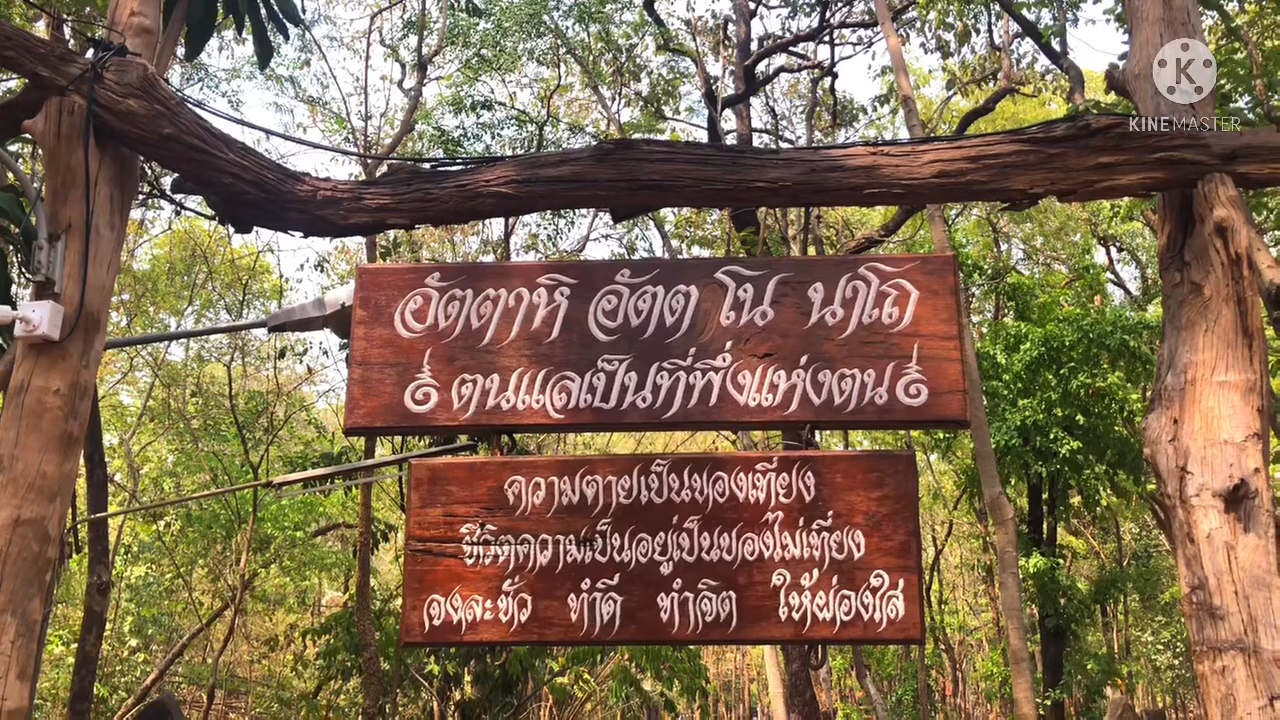 KINEMASTER
อัตตาหิ อัตต โน นาโถ
๛ ตนแลเป็นที่พึ่งแห่งตน ๛
ความตายเป็นของเที่ยง
ชีวิตความเป็นอยู่เป็นของไม่เที่ยง
จงละชั่ว ทำดี ทำจิต ให้ผ่องใส่